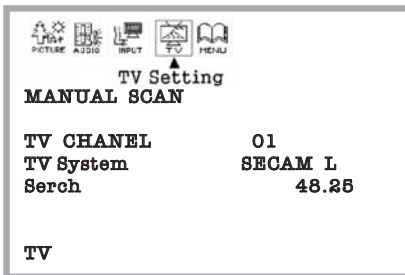 PICTURE AUDIO INPUT TV MENU
TV Setting
MANUAL SCAN
TV CHANEL 01
TV System SECAM L
Serch 48.25
TV